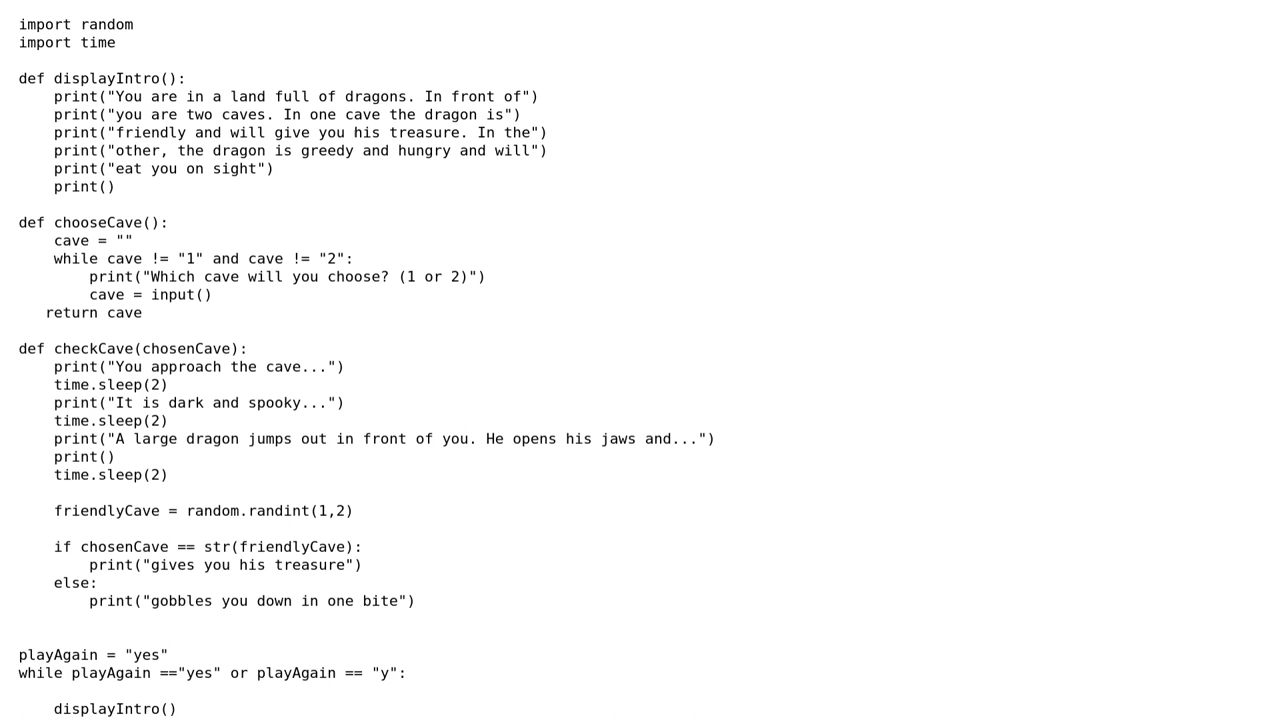 import random
import time

def displayIntro():
    print("You are in a land full of dragons. In front of")
    print("you are two caves. In one cave the dragon is")
    print("friendly and will give you his treasure. In the")
    print("other, the dragon is greedy and hungry and will")
    print("eat you on sight")
    print()

def chooseCave():
    cave = ""
    while cave != "1" and cave != "2":
        print("Which cave will you choose? (1 or 2)")
        cave = input()
   return cave

def checkCave(chosenCave):
    print("You approach the cave...")
    time.sleep(2)
    print("It is dark and spooky...")
    time.sleep(2)
    print("A large dragon jumps out in front of you. He opens his jaws and...")
    print()
    time.sleep(2)

    friendlyCave = random.randint(1,2)

    if chosenCave == str(friendlyCave):
        print("gives you his treasure")
    else:
        print("gobbles you down in one bite")


playAgain = "yes"
while playAgain =="yes" or playAgain == "y":

    displayIntro()